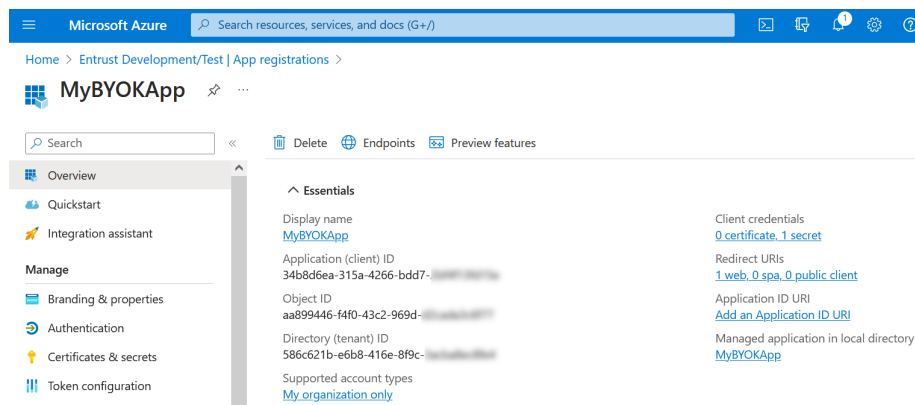 Microsoft Azure
Search resources, services, and docs (G+/)
1
Home > Entrust Development/Test | App registrations >
MyBYOKApp
Search
«
Delete
Endpoints
Preview features
Overview
Quickstart
Integration assistant
Manage
Branding & properties
Authentication
Certificates & secrets
Token configuration
Essentials
Display name
MyBYOKApp
Application (client) ID
34b8d6ea-315a-4266-bdd7-
Object ID
aa899446-f4f0-43c2-969d-
Directory (tenant) ID
586c621b-e6b8-416e-8f9c-
Supported account types
My organization only
Client credentials
0 certificate, 1 secret
Redirect URIs
1 web, 0 spa, 0 public client
Application ID URI
Add an Application ID URI
Managed application in local directory
MyBYOKApp